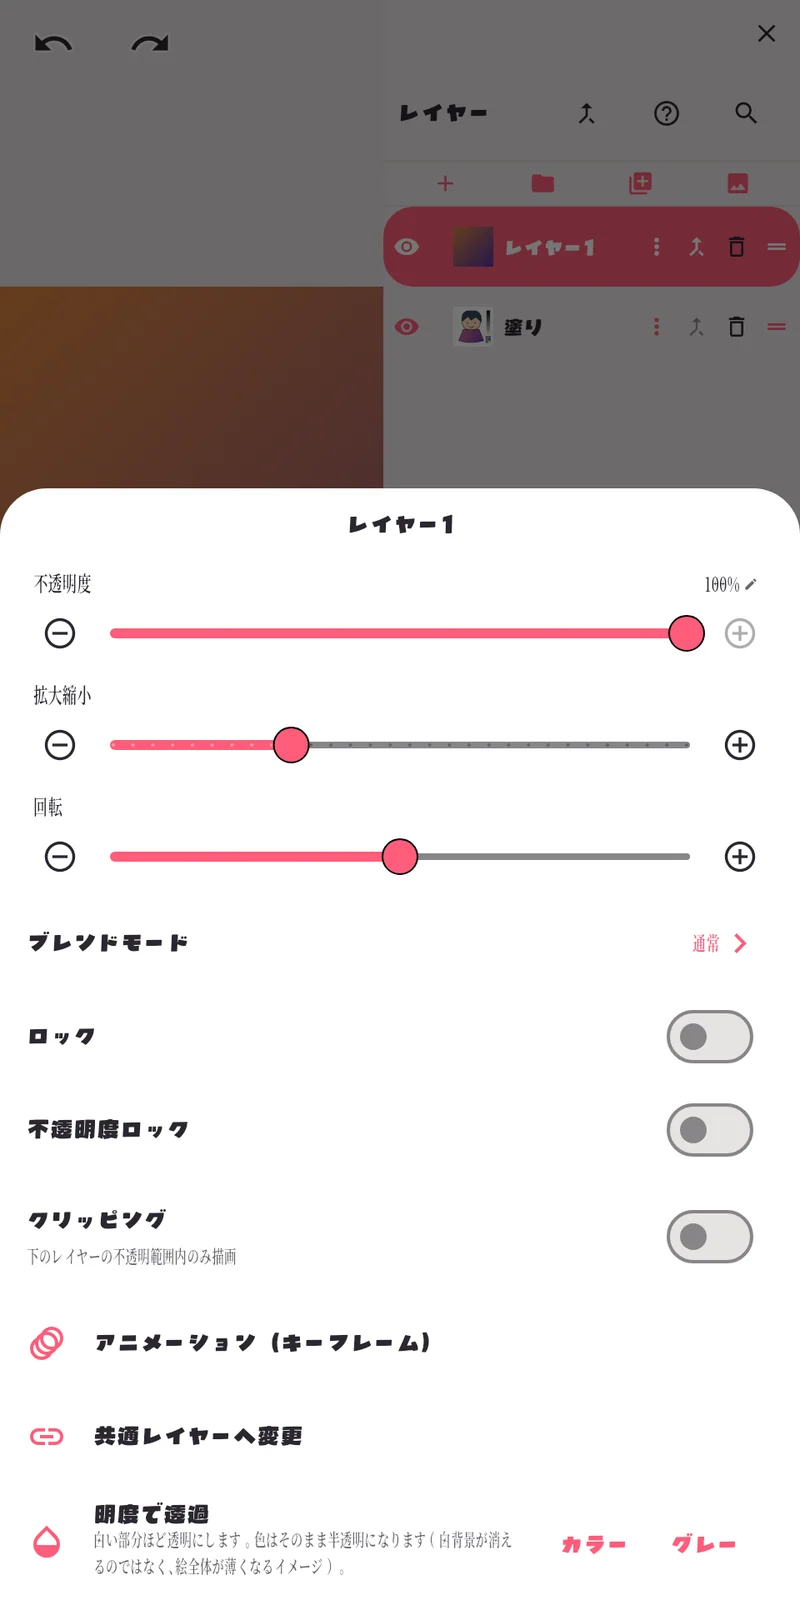 レイヤー
レイヤー1
塗り
レイヤー1
不透明度
100%
拡大縮小
回転
ブレンドモード
通常
ロック
不透明度ロック
クリッピング
下のレイヤーの不透明範囲内のみ描画
アニメーション（キーフレーム）
共通レイヤーへ変更
明度で透過
白い部分ほど透明にします。色はそのまま半透明になります（白背景が消え
るのではなく、絵全体が薄くなるイメージ）。
カラー
グレー